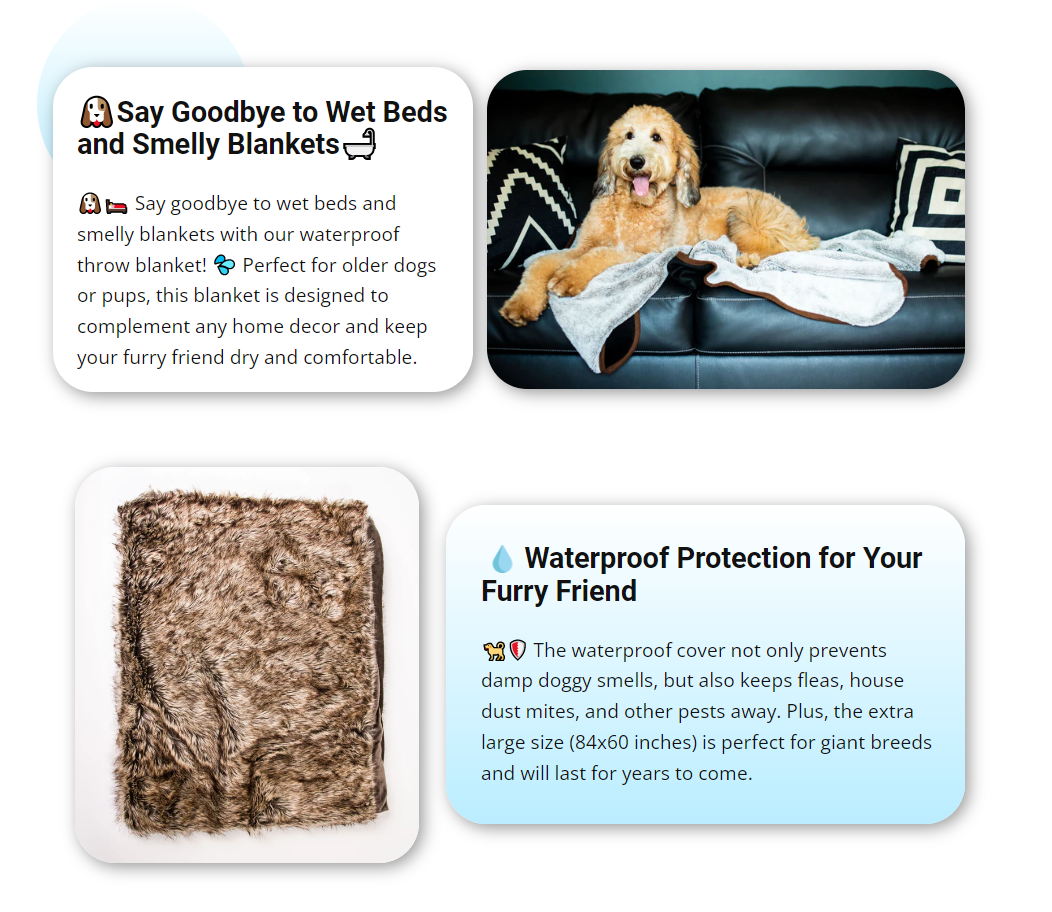 🐶Say Goodbye to Wet Beds
and Smelly Blankets🛁
🐶🛏️ Say goodbye to wet beds and
smelly blankets with our waterproof
throw blanket! 💦 Perfect for older dogs
or pups, this blanket is designed to
complement any home decor and keep
your furry friend dry and comfortable.
💧 Waterproof Protection for Your
Furry Friend
🐕🛡️ The waterproof cover not only prevents
damp doggy smells, but also keeps fleas, house
dust mites, and other pests away. Plus, the extra
large size (84x60 inches) is perfect for giant breeds
and will last for years to come.